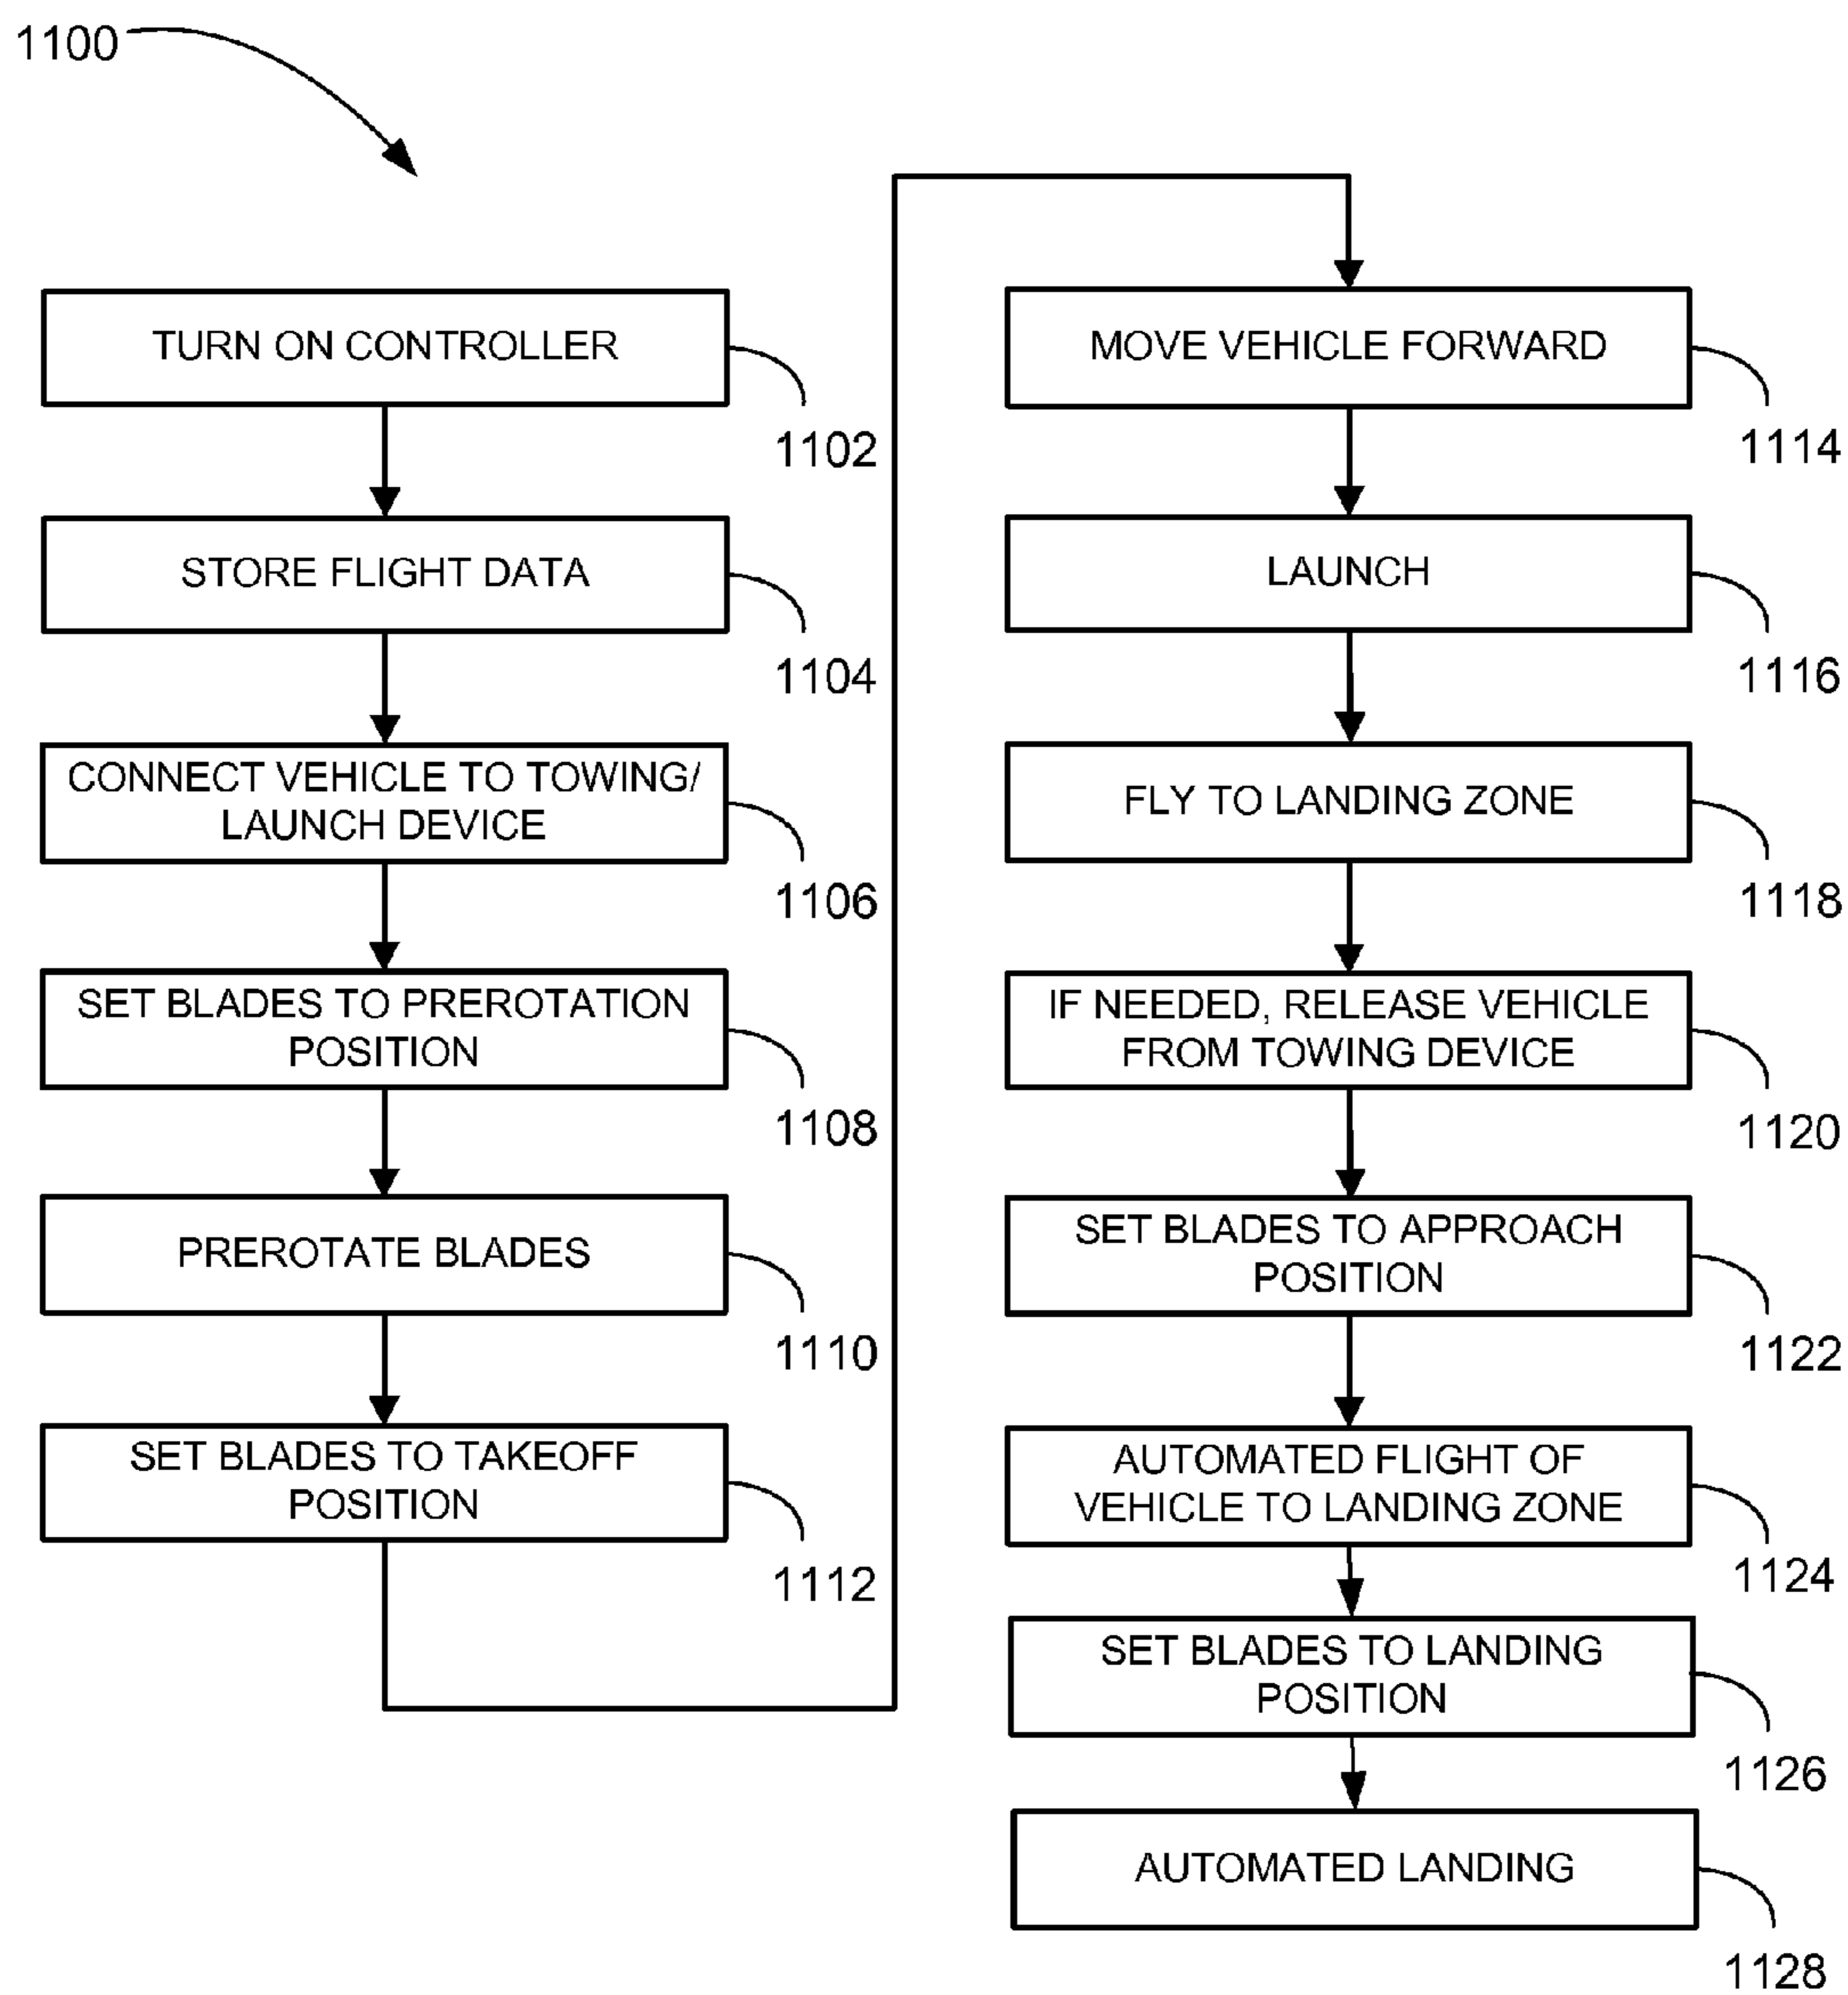 1100
TURN ON CONTROLLER
1102
STORE FLIGHT DATA
1104
CONNECT VEHICLE TO TOWING/
LAUNCH DEVICE
1106
SET BLADES TO PREROTATION
POSITION
1108
PREROTATE BLADES
1110
SET BLADES TO TAKEOFF
POSITION
1112
MOVE VEHICLE FORWARD
1114
LAUNCH
1116
FLY TO LANDING ZONE
1118
IF NEEDED, RELEASE VEHICLE
FROM TOWING DEVICE
1120
SET BLADES TO APPROACH
POSITION
1122
AUTOMATED FLIGHT OF
VEHICLE TO LANDING ZONE
1124
SET BLADES TO LANDING
POSITION
1126
AUTOMATED LANDING
1128